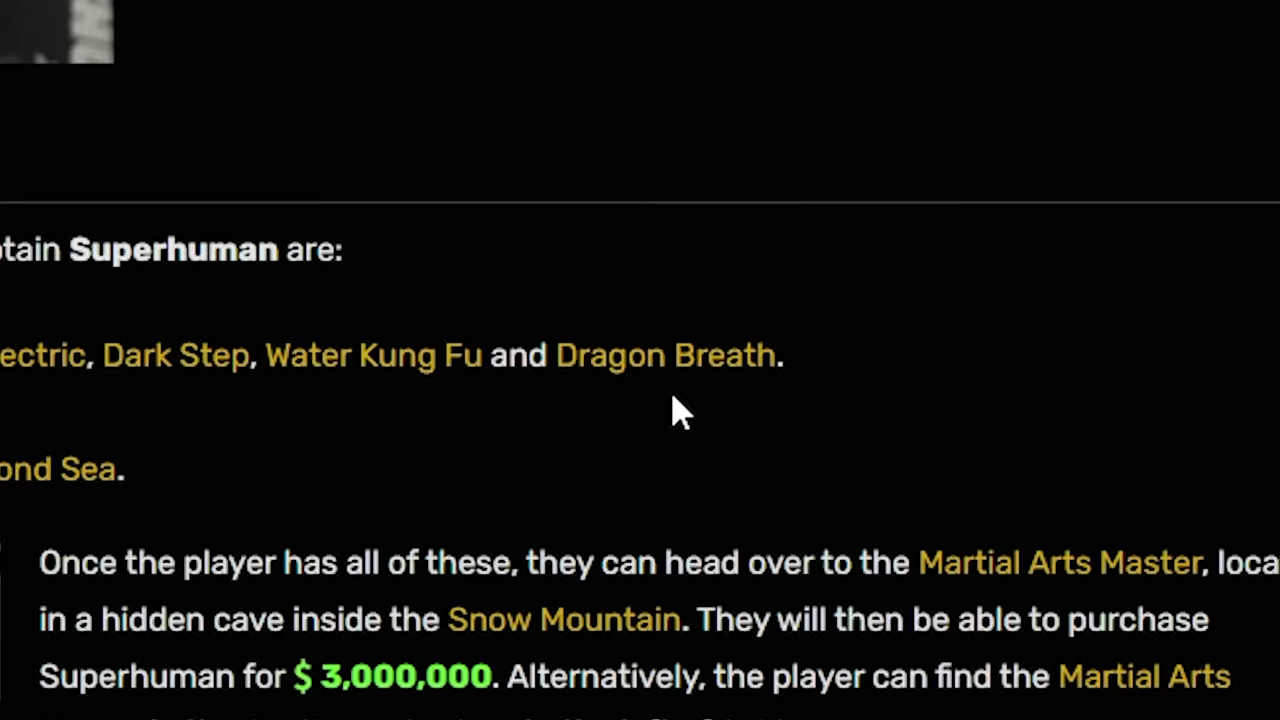 otain Superhuman are:
ectric, Dark Step, Water Kung Fu and Dragon Breath.
ond Sea.
Once the player has all of these, they can head over to the Martial Arts Master, loca
in a hidden cave inside the Snow Mountain. They will then be able to purchase
Superhuman for $ 3,000,000. Alternatively, the player can find the Martial Arts